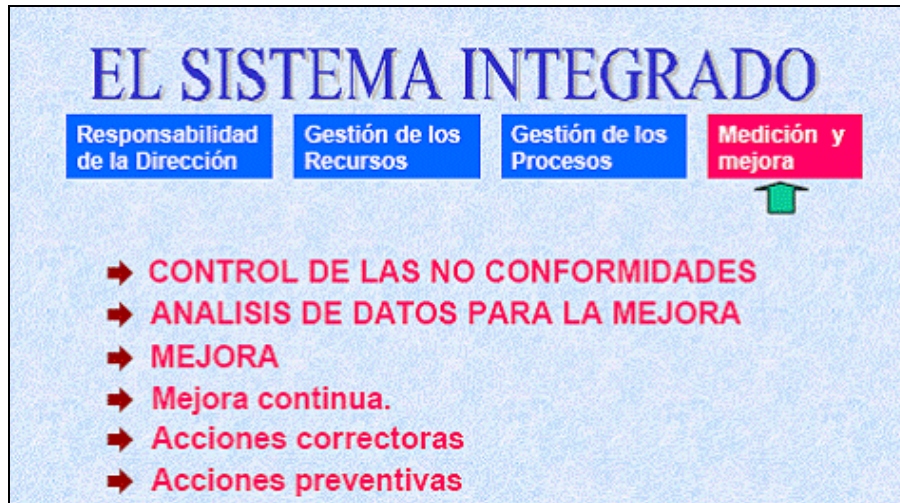 EL SISTEMA INTEGRADO
Responsabilidad
de la Dirección
Gestión de los
Recursos
Gestión de los
Procesos
Medición y
mejora
CONTROL DE LAS NO CONFORMIDADES
ANALISIS DE DATOS PARA LA MEJORA
MEJORA
Mejora continua.
Acciones correctoras
Acciones preventivas